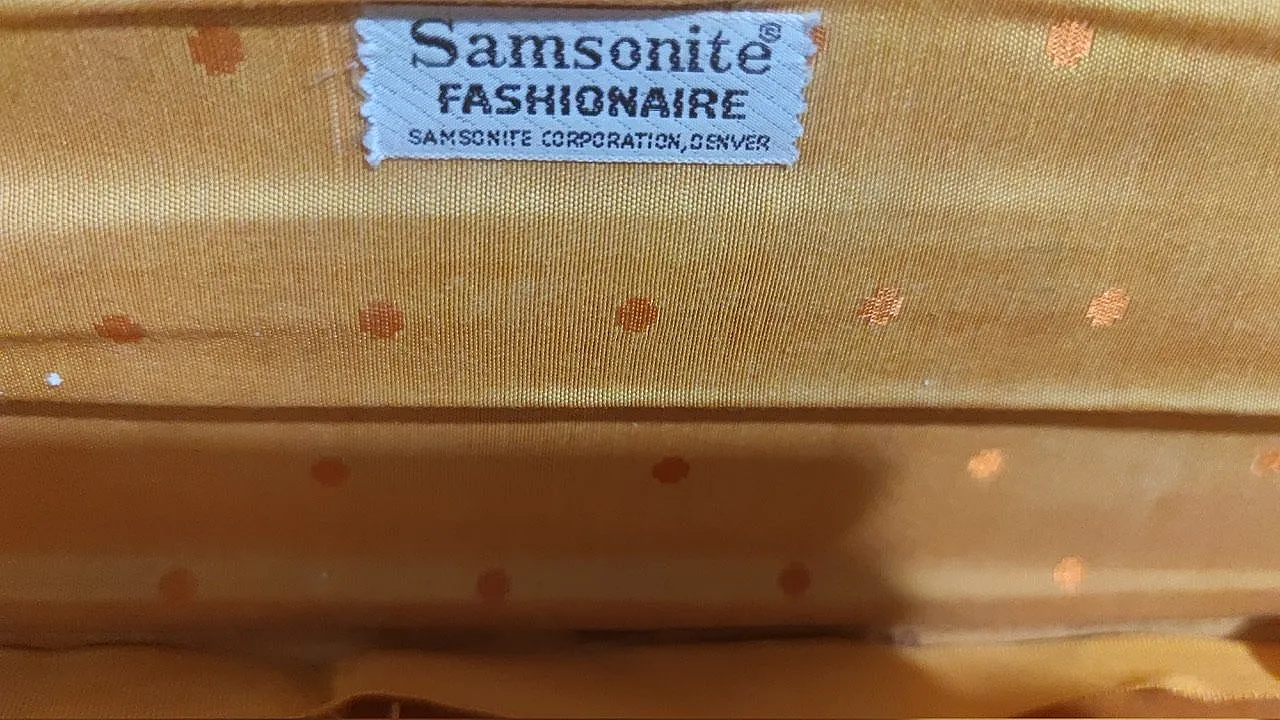 Samsonite®
FASHIONAIRE
SAMSONITE CORPORATION, DENVER